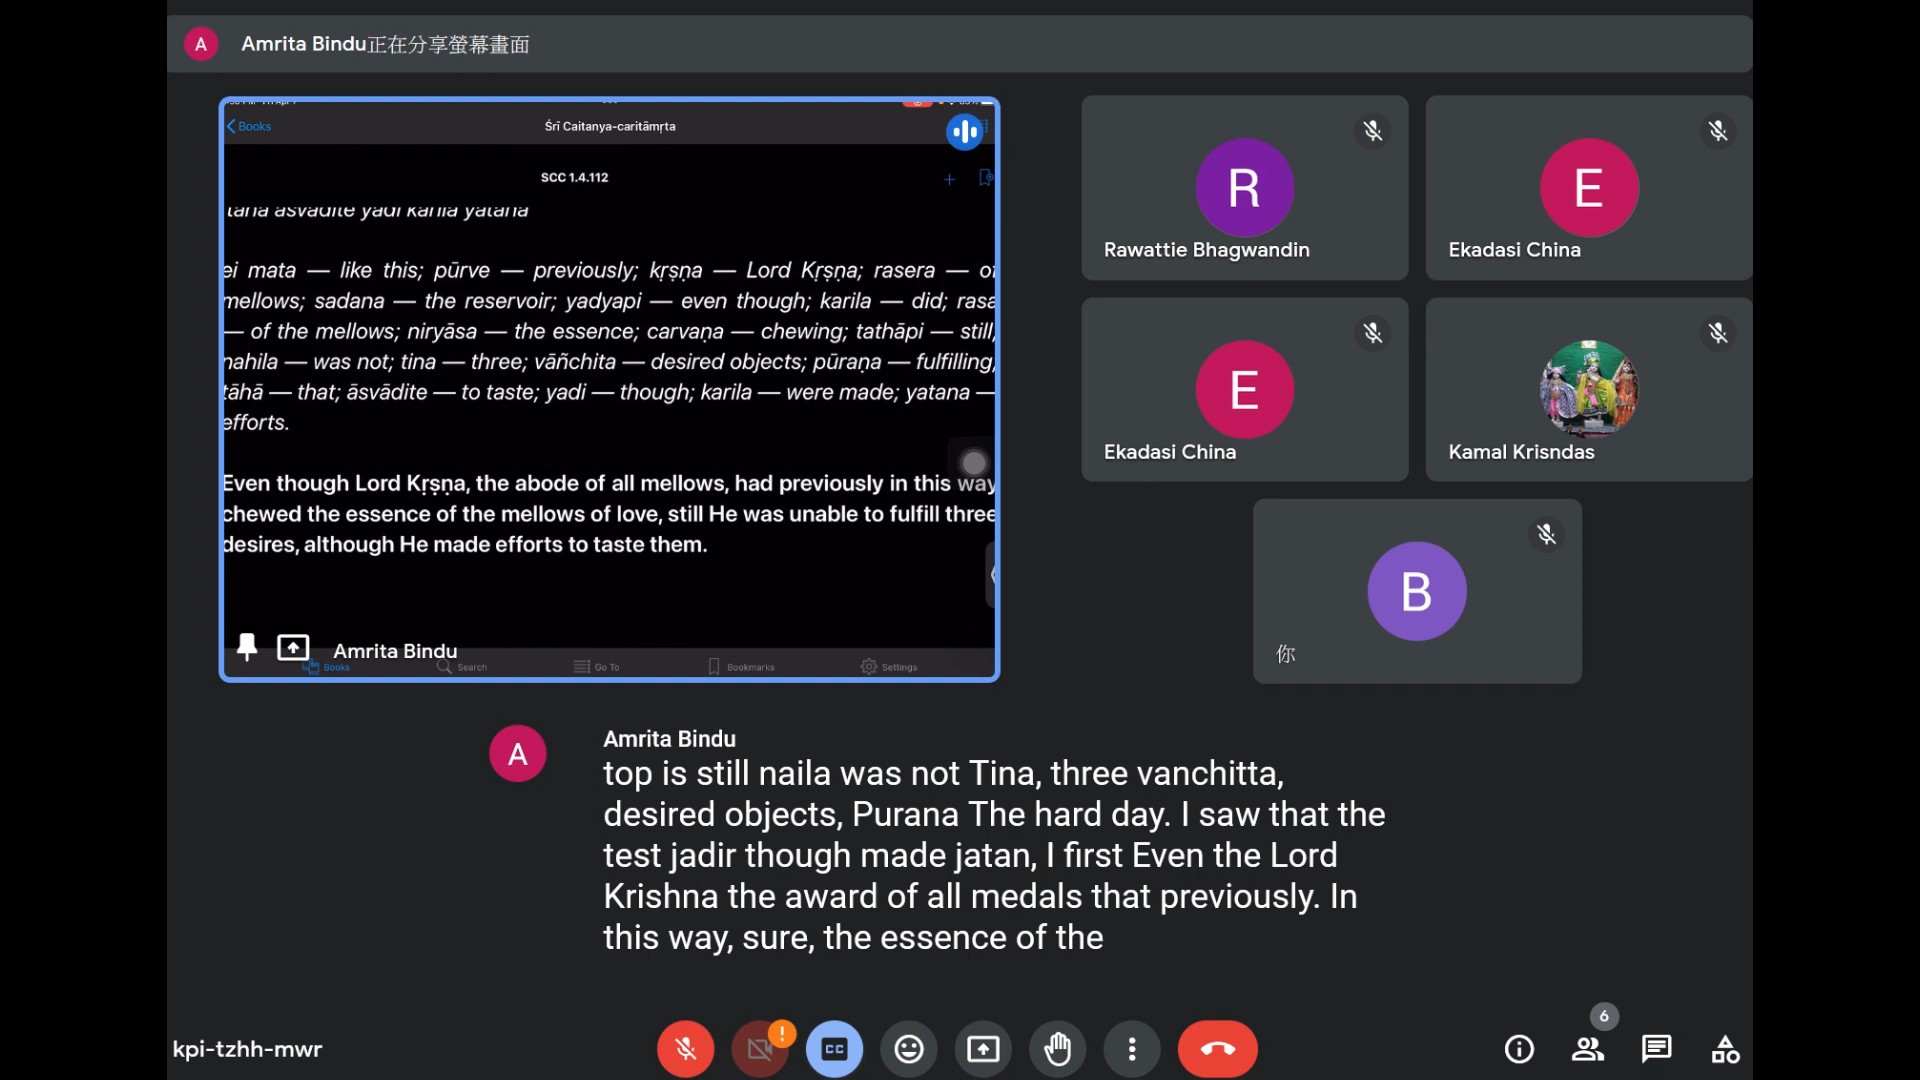 A Amrita Bindu正在分享螢幕畫面
Books
Śrī Caitanya-caritāmṛta
SCC 1.4.112
ei mata — like this; pūrve — previously; kṛṣṇa — Lord Kṛṣṇa; rasera — of
mellows; sadana — the reservoir; yadyapi — even though; karila — did; rasa
— of the mellows; niryāsa — the essence; carvaṇa — chewing; tathāpi — still;
nahila — was not; tina — three; vāñchita — desired objects; pūraṇa — fulfilling;
tāhā — that; āsvādite — to taste; yadi — though; karila — were made; yatana —
efforts.
Even though Lord Kṛṣṇa, the abode of all mellows, had previously in this way
chewed the essence of the mellows of love, still He was unable to fulfill three
desires, although He made efforts to taste them.
Amrita Bindu
Books Search Go To Bookmarks Settings
R
Rawattie Bhagwandin
E
Ekadasi China
E
Ekadasi China
Kamal Krisndas
B
你
A
Amrita Bindu
top is still naila was not Tina, three vanchitta,
desired objects, Purana The hard day. I saw that the
test jadir though made jatan, I first Even the Lord
Krishna the award of all medals that previously. In
this way, sure, the essence of the
kpi-tzhh-mwr
CC
6